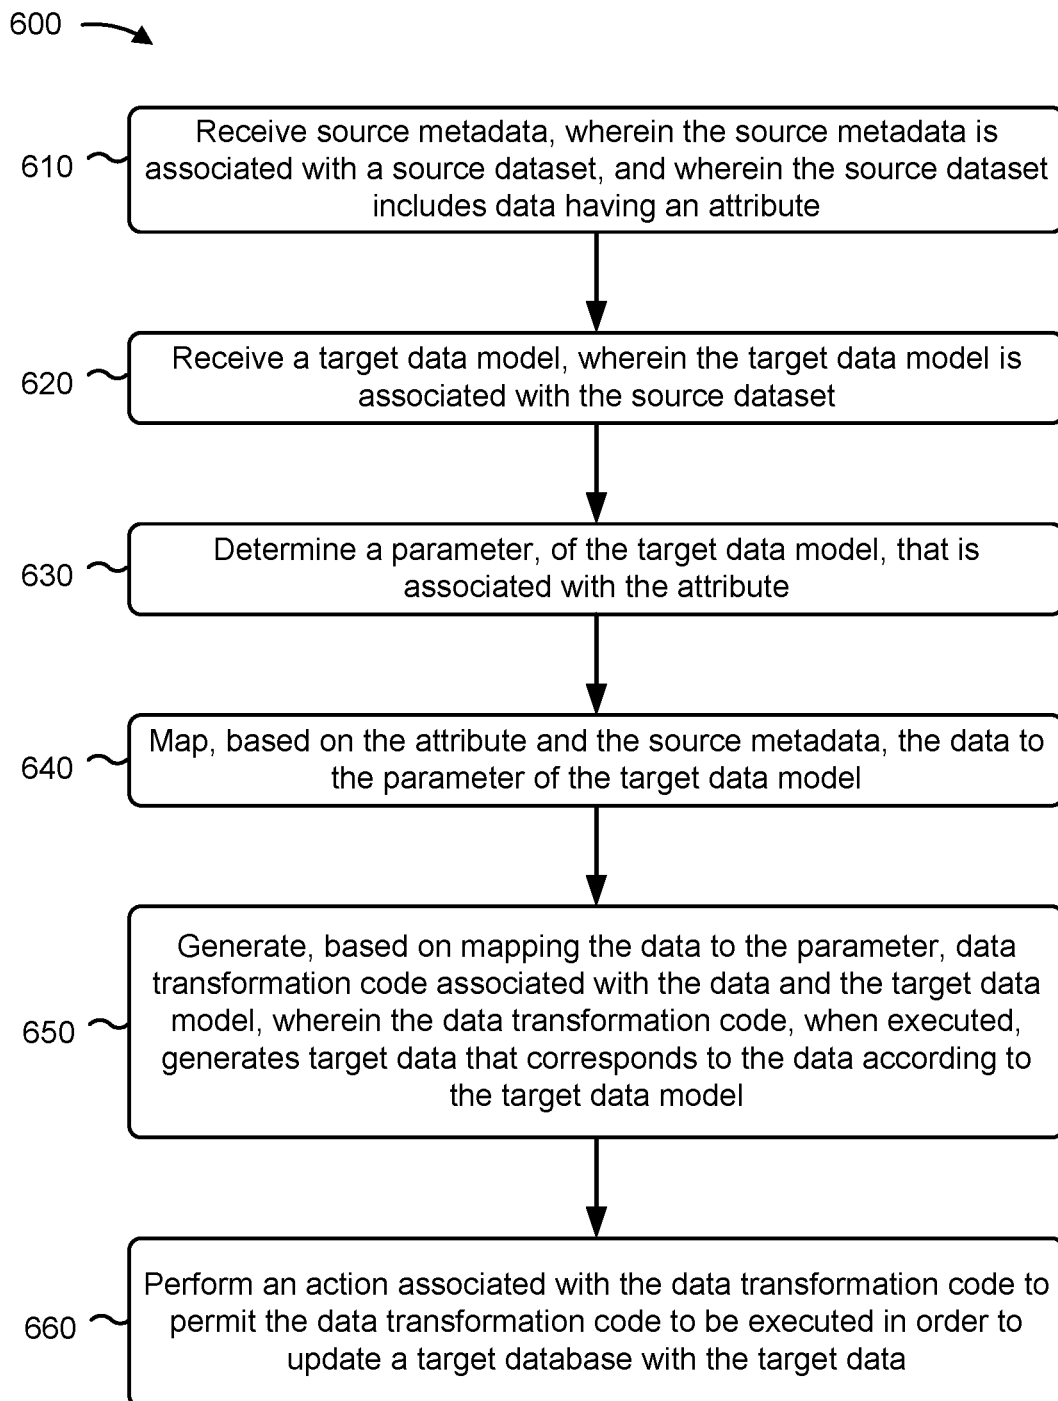 600
610
Receive source metadata, wherein the source metadata is
associated with a source dataset, and wherein the source dataset
includes data having an attribute
620
Receive a target data model, wherein the target data model is
associated with the source dataset
630
Determine a parameter, of the target data model, that is
associated with the attribute
640
Map, based on the attribute and the source metadata, the data to
the parameter of the target data model
650
Generate, based on mapping the data to the parameter, data
transformation code associated with the data and the target data
model, wherein the data transformation code, when executed,
generates target data that corresponds to the data according to
the target data model
660
Perform an action associated with the data transformation code to
permit the data transformation code to be executed in order to
update a target database with the target data